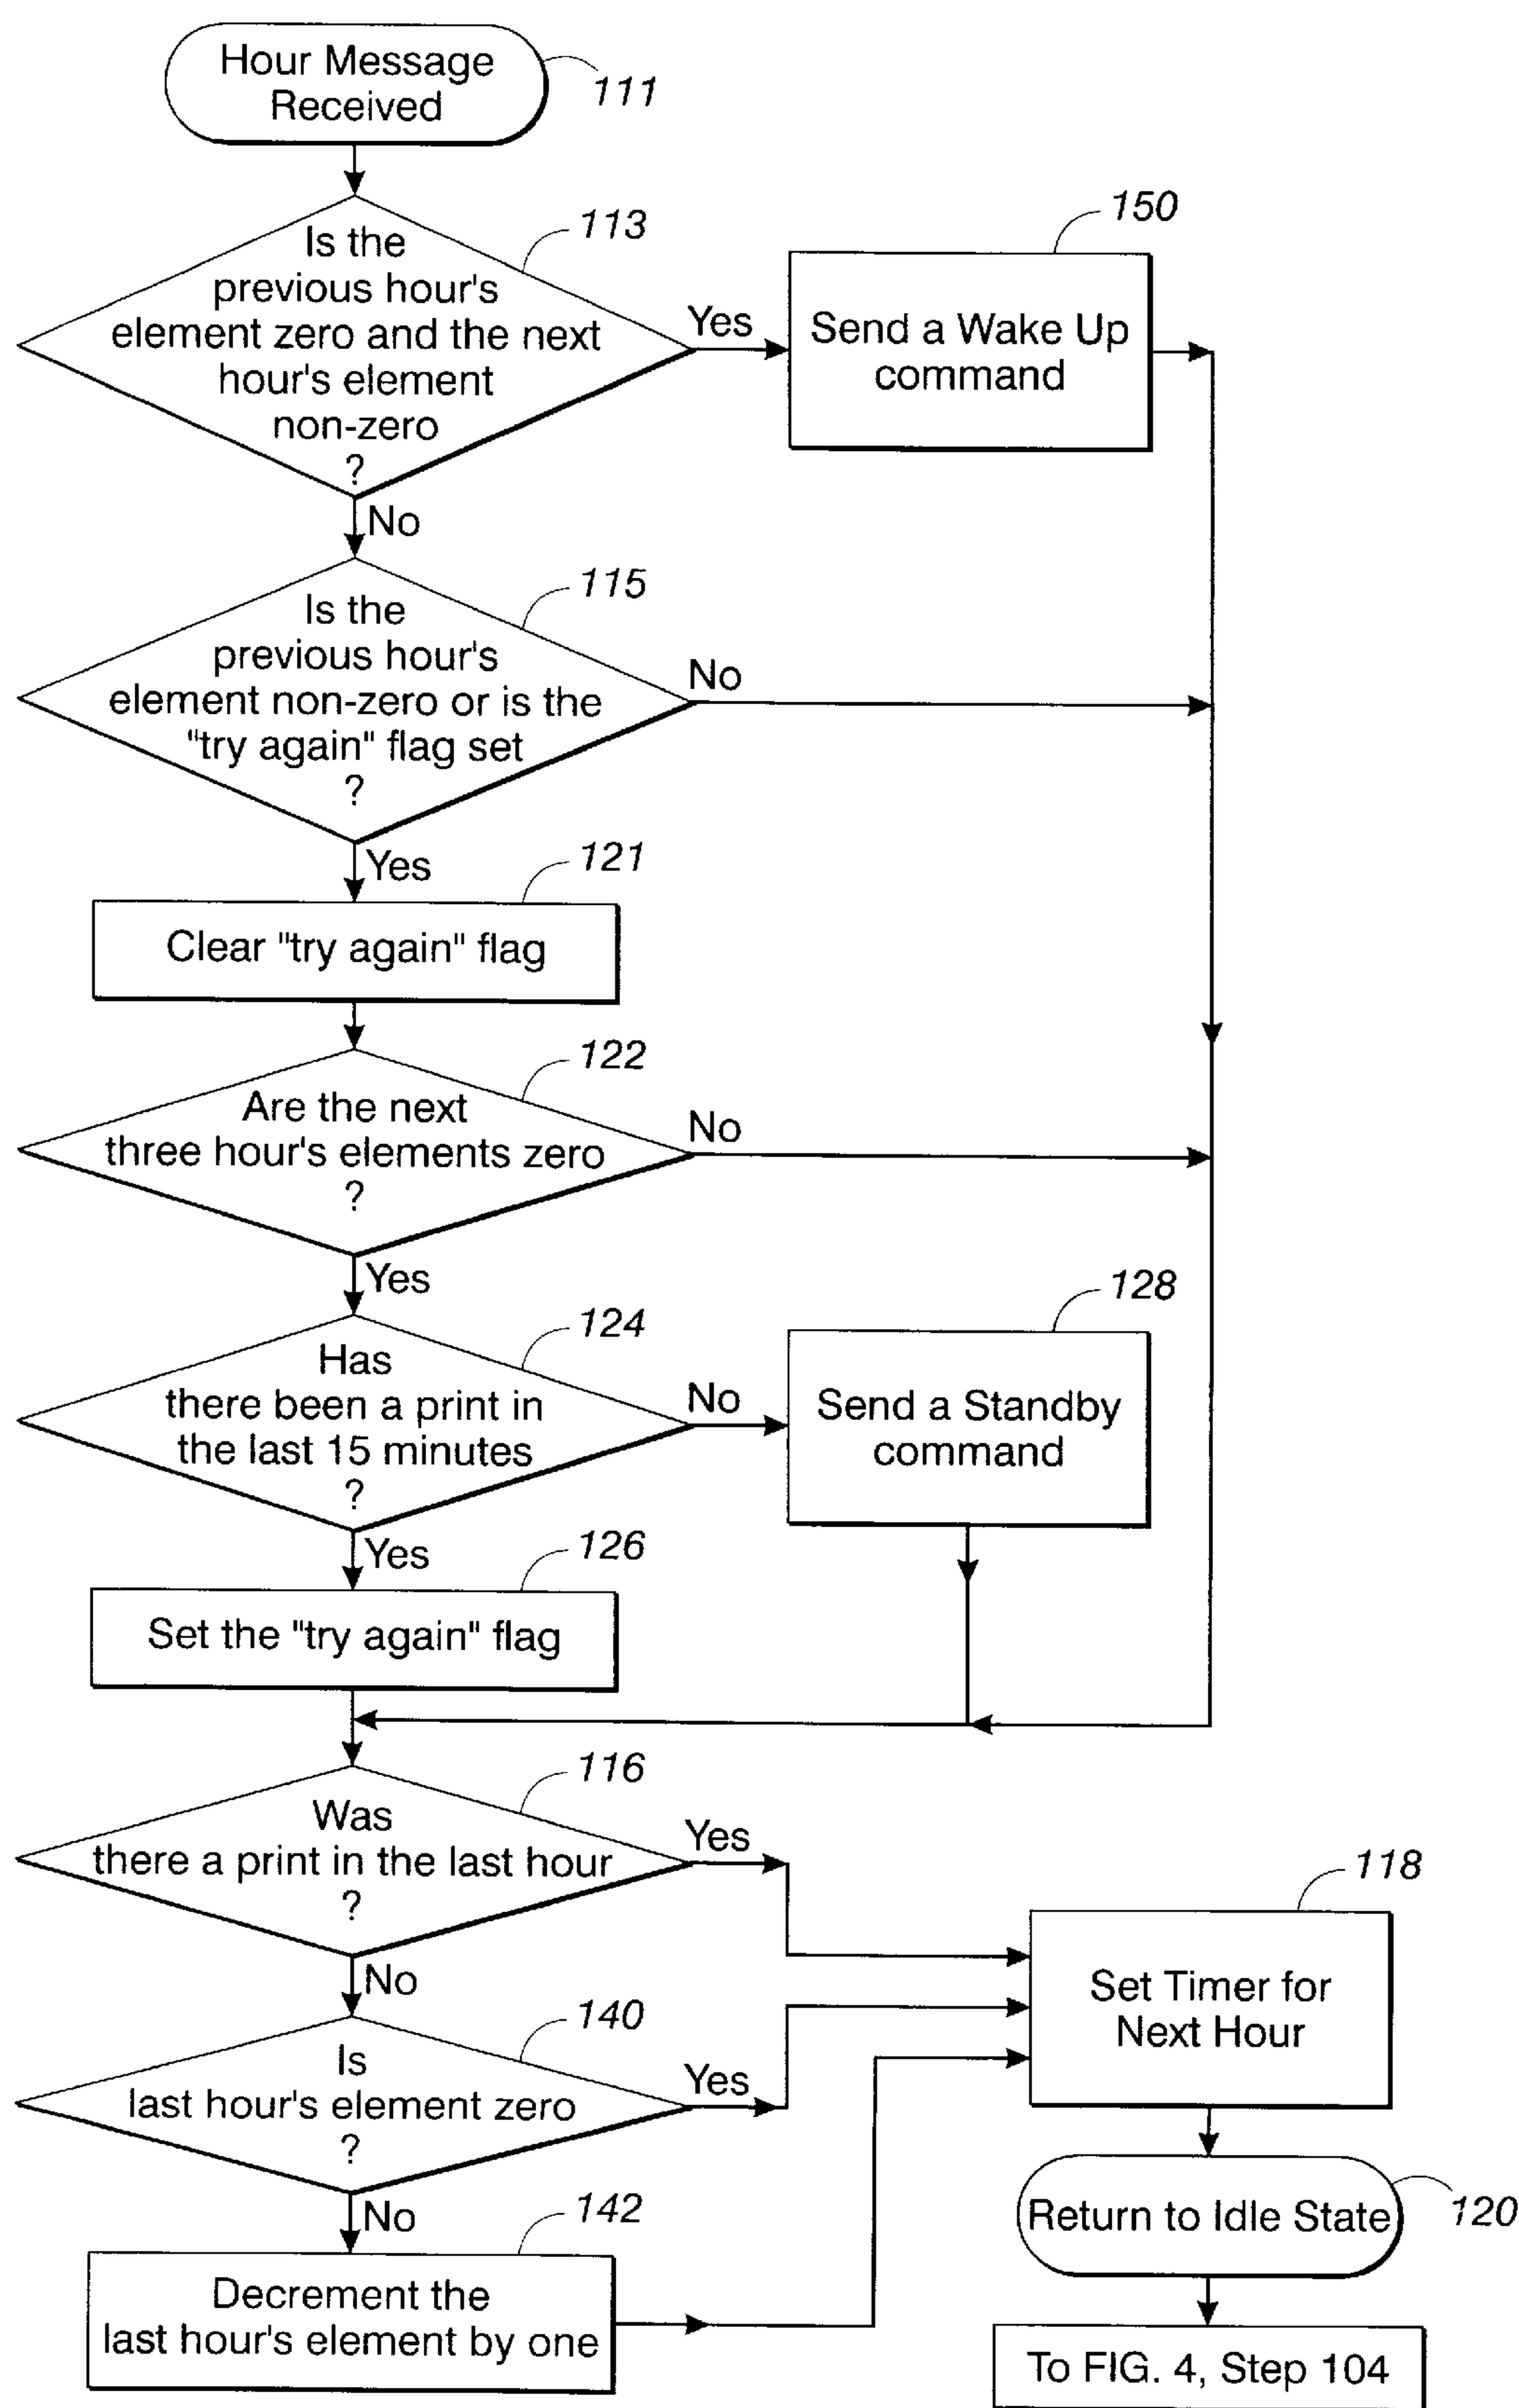 Hour Message
Received
111
Is the
previous hour's
element zero and the next
hour's element
non-zero
?
113
Yes
Send a Wake Up
command
150
No
Is the
previous hour's
element non-zero or is the
"try again" flag set
?
115
No
Yes
Clear "try again" flag
121
Are the next
three hour's elements zero
?
122
No
Yes
Has
there been a print in
the last 15 minutes
?
124
No
Send a Standby
command
128
Yes
Set the "try again" flag
126
Was
there a print in the last hour
?
116
Yes
No
Is
last hour's element zero
?
140
Yes
No
Decrement the
last hour's element by one
142
Set Timer for
Next Hour
118
Return to Idle State
120
To FIG. 4, Step 104